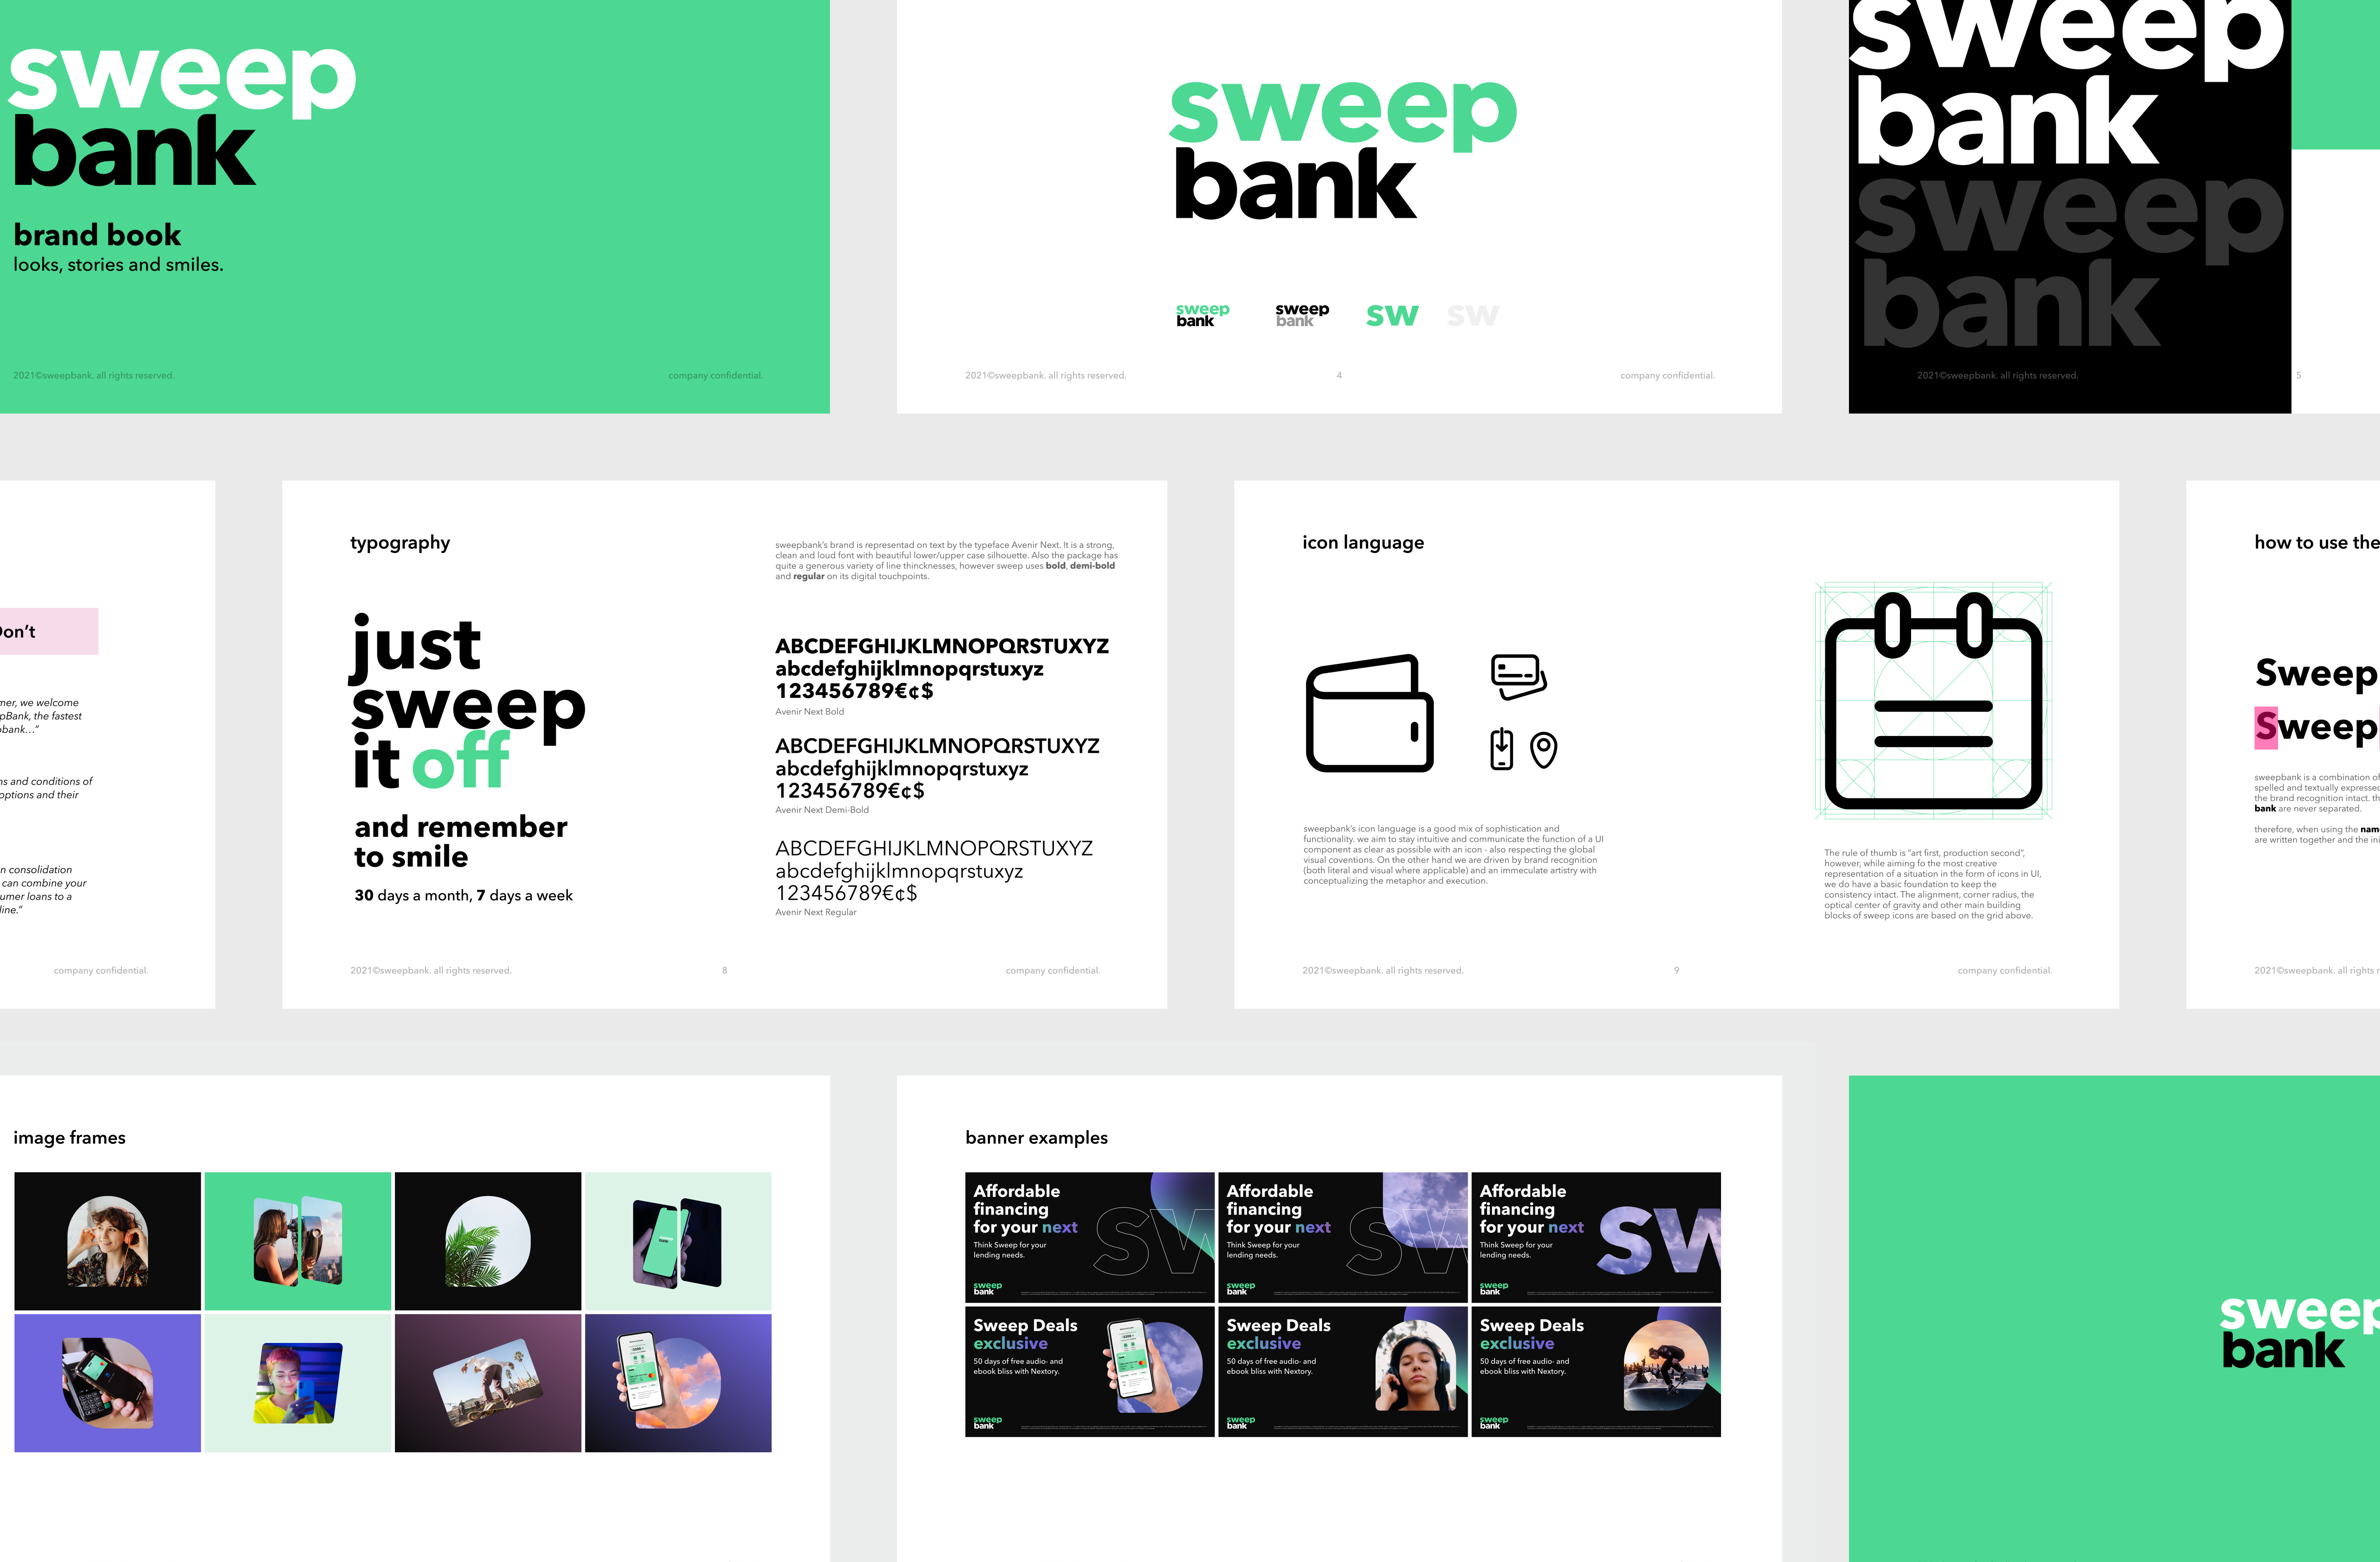 sweep
bank
brand book
looks, stories and smiles.
2021©sweepbank. all rights reserved.
company confidential.
sweep
bank
sweep
bank
sweep
bank
sw
sw
2021©sweepbank. all rights reserved.
4
company confidential.
sweep
bank
sweep
bank
2021©sweepbank. all rights reserved.
5
Don't
we welcome
the fastest
and conditions of
options and their
consolidation
can combine your
loans to a
company confidential.
typography
just
sweep
it off
and remember
to smile
30 days a month, 7 days a week
sweepbank's brand is representad on text by the typeface Avenir Next. It is a strong,
clean and loud font with beautiful lower/upper case silhouette. Also the package has
quite a generous variety of line thincknesses, however sweep uses bold, demi-bold
and regular on its digital touchpoints.
ABCDEFGHIJKLMNOPQRSTUXYZ
abcdefghijklmnopqrstuxyz
123456789€¢$
Avenir Next Bold
ABCDEFGHIJKLMNOPQRSTUXYZ
abcdefghijklmnopqrstuxyz
123456789€¢$
Avenir Next Demi-Bold
ABCDEFGHIJKLMNOPQRSTUXYZ
abcdefghijklmnopqrstuxyz
123456789€¢$
Avenir Next Regular
2021©sweepbank. all rights reserved.
8
company confidential.
icon language
sweepbank's icon language is a good mix of sophistication and
functionality. we aim to stay intuitive and communicate the function of a UI
component as clear as possible with an icon - also respecting the global
visual coventions. On the other hand we are driven by brand recognition
(both literal and visual where applicable) and an immeculate artistry with
conceptualizing the metaphor and execution.
The rule of thumb is "art first, production second",
however, while aiming fo the most creative
representation of a situation in the form of icons in UI,
we do have a basic foundation to keep the
consistency intact. The alignment, corner radius, the
optical center of gravity and other main building
blocks of sweep icons are based on the grid above.
2021©sweepbank. all rights reserved.
9
company confidential.
how to use the
Sweep
Sweep
sweepbank is a combination of
spelled and textually expressed
the brand recognition intact.
bank are never separated.
therefore, when using the
are written together and the
2021©sweepbank. all rights
image frames
banner examples
Affordable
financing
for your next
Think Sweep for your
lending needs.
sweep
bank
SW
Affordable
financing
for your next
Think Sweep for your
lending needs.
sweep
bank
SW
Affordable
financing
for your next
Think Sweep for your
lending needs.
sweep
bank
SW
Sweep Deals
exclusive
50 days of free audio- and
ebook bliss with Nextory.
sweep
bank
Sweep Deals
exclusive
50 days of free audio- and
ebook bliss with Nextory.
sweep
bank
Sweep Deals
exclusive
50 days of free audio- and
ebook bliss with Nextory.
sweep
bank
sweep
bank